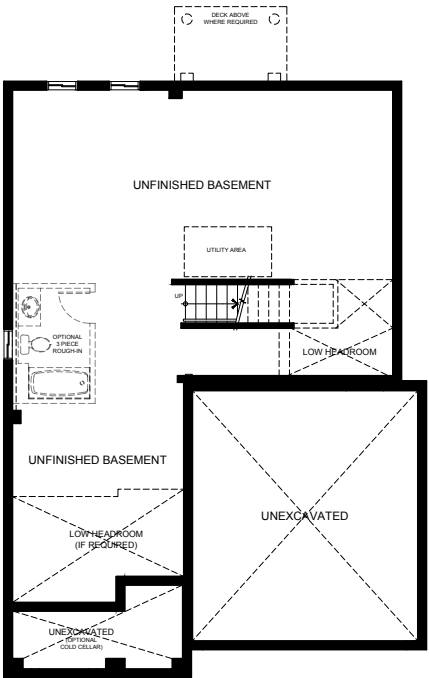 DECK ABOVE
WHERE REQUIRED
UNFINISHED BASEMENT
UTILITY AREA
UP
OPTIONAL
3 PIECE
ROUGH-IN
LOW HEADROOM
UNFINISHED BASEMENT
UNEXCAVATED
LOW HEADROOM
(IF REQUIRED)
UNEXCAVATED
(OPTIONAL
COLD CELLAR)